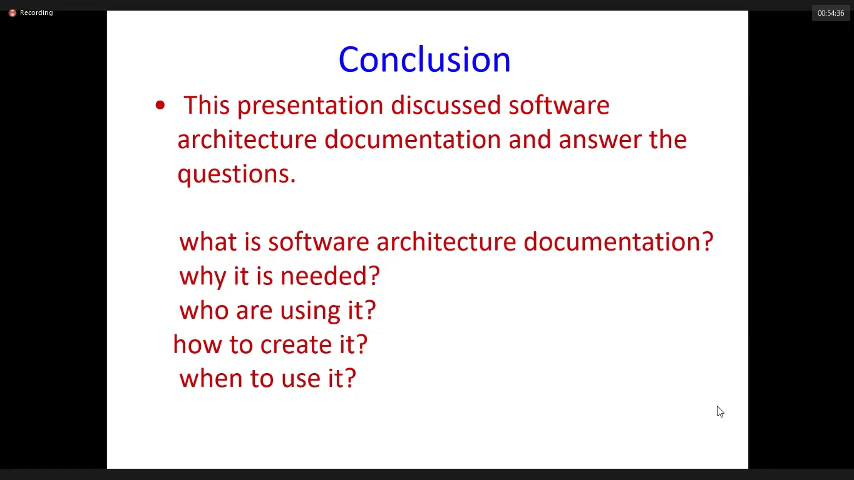 Recording
00:54:36
Conclusion
• This presentation discussed software
architecture documentation and answer the
questions.
what is software architecture documentation?
why it is needed?
who are using it?
how to create it?
when to use it?